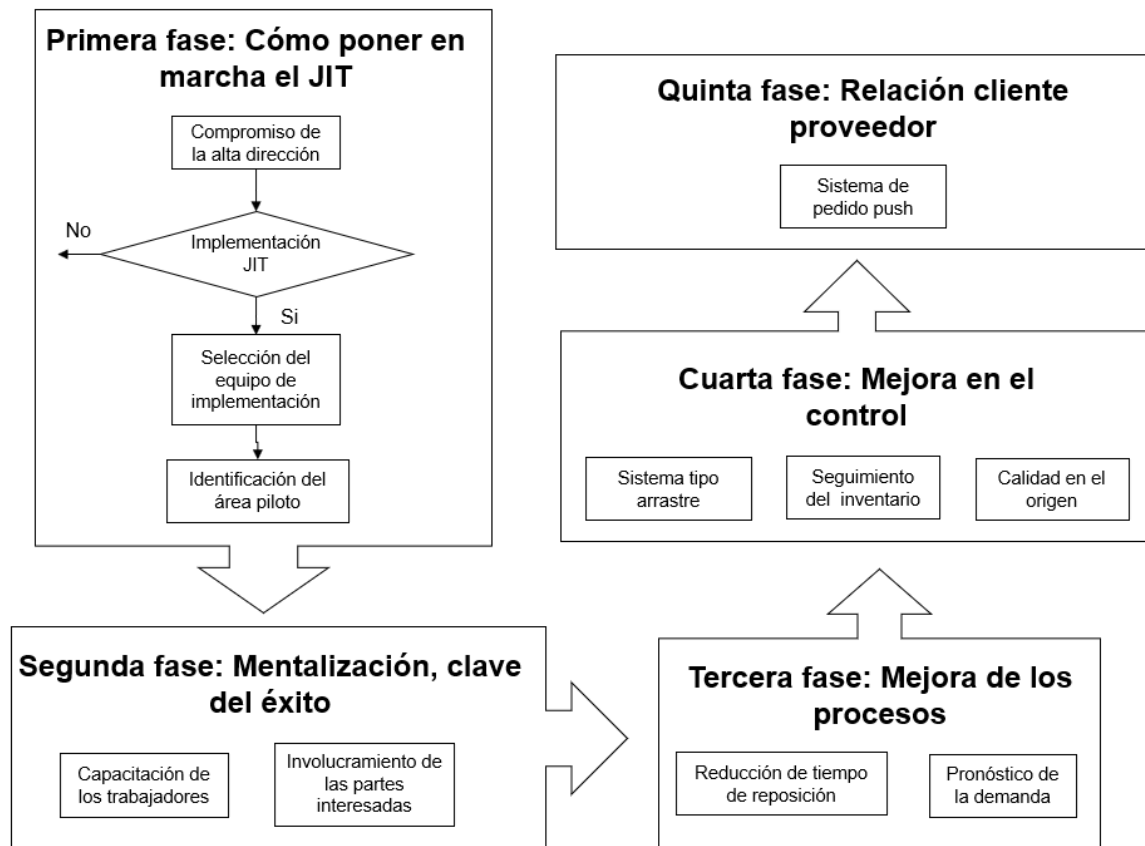 Primera fase: Cómo poner en
marcha el JIT
Compromiso de
la alta dirección
No
Implementación
JIT
Si
Selección del
equipo de
implementación
Identificación del
área piloto
Segunda fase: Mentalización, clave
del éxito
Capacitación de
los trabajadores
Involucramiento de
las partes
interesadas
Tercera fase: Mejora de los
procesos
Reducción de tiempo
de reposición
Pronóstico de
la demanda
Cuarta fase: Mejora en el
control
Sistema tipo
arrastre
Seguimiento
del inventario
Calidad en el
origen
Quinta fase: Relación cliente
proveedor
Sistema de
pedido push